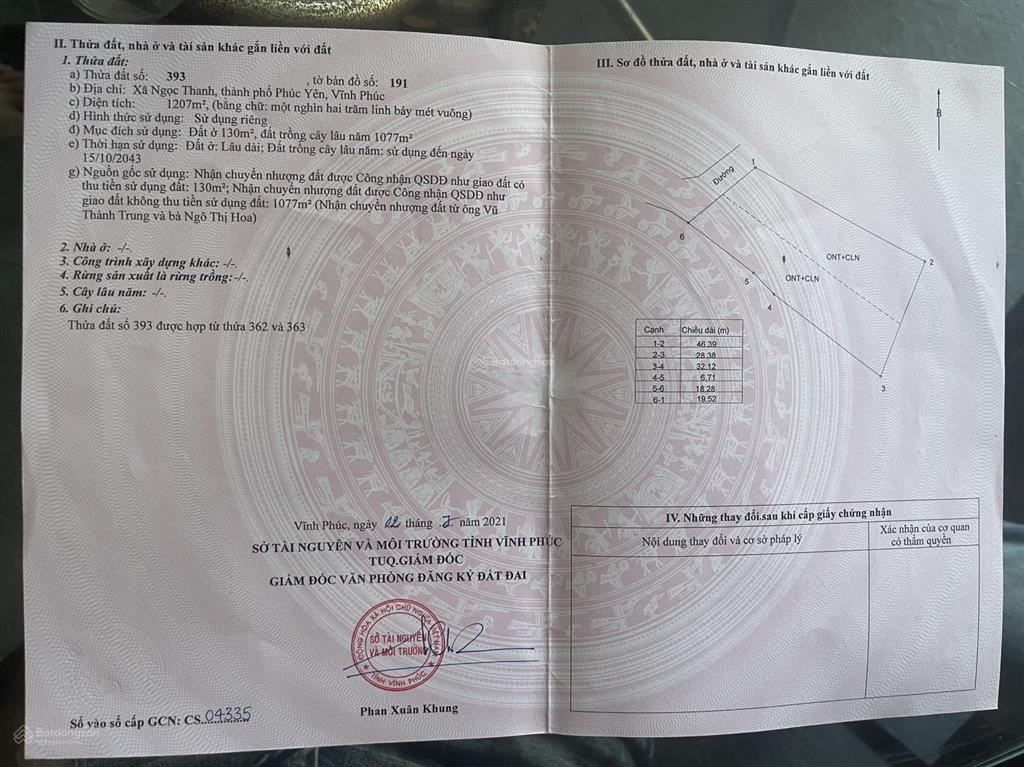 II. Thửa đất, nhà ở và tài sản khác gắn liền với đất
1. Thửa đất:
a) Thửa đất số: 393 , tờ bản đồ số: 191
b) Địa chỉ: Xã Ngọc Thanh, thành phố Phúc Yên, Vĩnh Phúc
c) Diện tích: 1207m², (bằng chữ: một nghìn hai trăm linh bảy mét vuông)
d) Hình thức sử dụng: Sử dụng riêng
đ) Mục đích sử dụng: Đất ở 130m², đất trồng cây lâu năm 1077m²
e) Thời hạn sử dụng: Đất ở: Lâu dài; Đất trồng cây lâu năm: sử dụng đến ngày
15/10/2043
g) Nguồn gốc sử dụng: Nhận chuyển nhượng đất được Công nhận QSDĐ như giao đất có
thu tiền sử dụng đất: 130m²; Nhận chuyển nhượng đất được Công nhận QSDĐ như
giao đất không thu tiền sử dụng đất: 1077m² (Nhận chuyển nhượng đất từ ông Vũ
Thành Trung và bà Ngô Thị Hoa)
2. Nhà ở: -/-.
3. Công trình xây dựng khác: -/-.
4. Rừng sản xuất là rừng trồng:-/-.
5. Cây lâu năm: -/-.
6. Ghi chú:
Thửa đất số 393 được hợp từ thửa 362 và 363
Vĩnh Phúc, ngày 02 tháng 7 năm 2021
SỞ TÀI NGUYÊN VÀ MÔI TRƯỜNG TỈNH VĨNH PHÚC
TUQ.GIÁM ĐỐC
GIÁM ĐỐC VĂN PHÒNG ĐĂNG KÝ ĐẤT ĐAI
CỘNG HÒA XÃ HỘI CHỦ NGHĨA VIỆT NAM
SỞ TÀI NGUYÊN
VÀ MÔI TRƯỜNG
TỈNH VĨNH PHÚC
Phan Xuân Khung
Số vào sổ cấp GCN: CS.04335
III. Sơ đồ thửa đất, nhà ở và tài sản khác gắn liền với đất
B
Đường
1
2
3
4
5
6
ONT+CLN
ONT+CLN
Cạnh Chiều dài (m)
1-2 46.39
2-3 28.38
3-4 32.12
4-5 6.71
5-6 18.28
6-1 19.52
IV. Những thay đổi sau khi cấp giấy chứng nhận
Nội dung thay đổi và cơ sở pháp lý
Xác nhận của cơ quan
có thẩm quyền
Batdongsan
Batdongsan